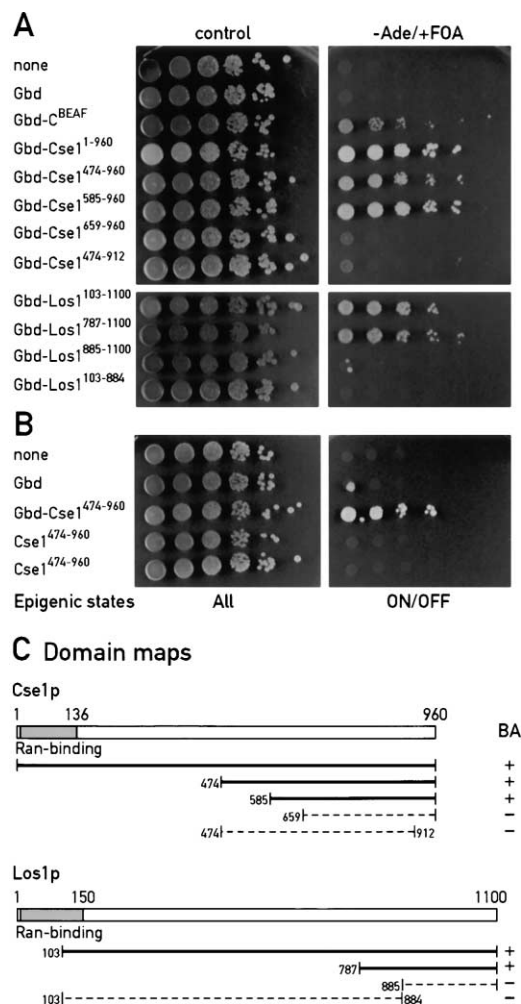 A
control -Ade/+FOA
none
Gbd
Gbd-C^BEAF
Gbd-Cse1^1-960
Gbd-Cse1^474-960
Gbd-Cse1^585-960
Gbd-Cse1^659-960
Gbd-Cse1^474-912
Gbd-Los1^103-1100
Gbd-Los1^787-1100
Gbd-Los1^885-1100
Gbd-Los1^103-884
B
none
Gbd
Gbd-Cse1^474-960
Cse1^474-960
Cse1^474-960
Epigenic states All ON/OFF
C Domain maps
Cse1p
1 136 960 BA
Ran-binding
+
474 +
585 +
659 −
474 912 −
Los1p
1 150 1100
Ran-binding
103 +
787 +
885 −
103 884 −